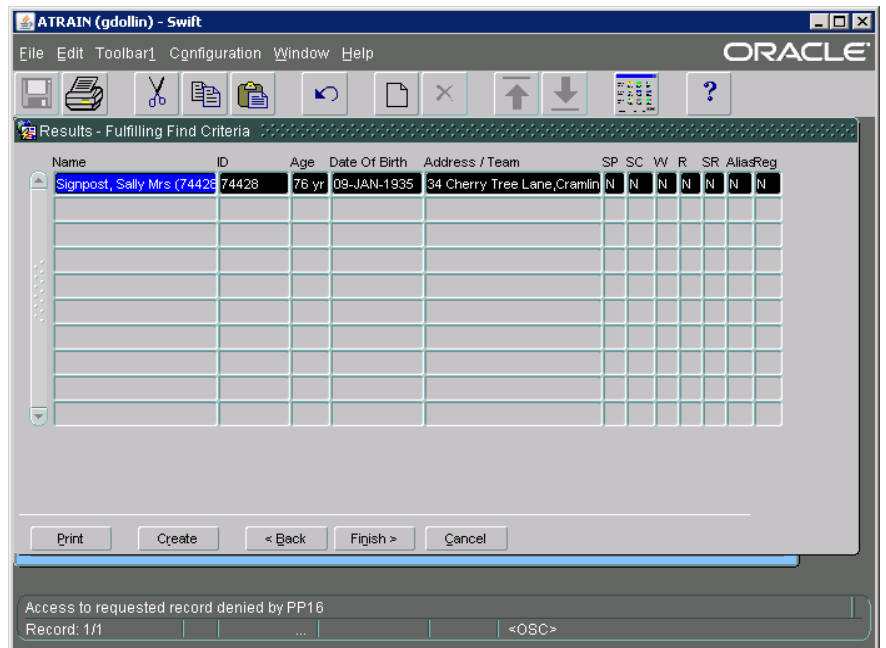 ATRAIN (gdollin) - Swift
File Edit Toolbar1 Configuration Window Help ORACLE
?
Results - Fulfilling Find Criteria
Name ID Age Date Of Birth Address / Team SP SC W R SR Alias Reg
Signpost, Sally Mrs (74428 74428 76 yr 09-JAN-1935 34 Cherry Tree Lane,Cramlin N N N N N N N
Print Create < Back Finish > Cancel
Access to requested record denied by PP16
Record: 1/1 ... <OSC>